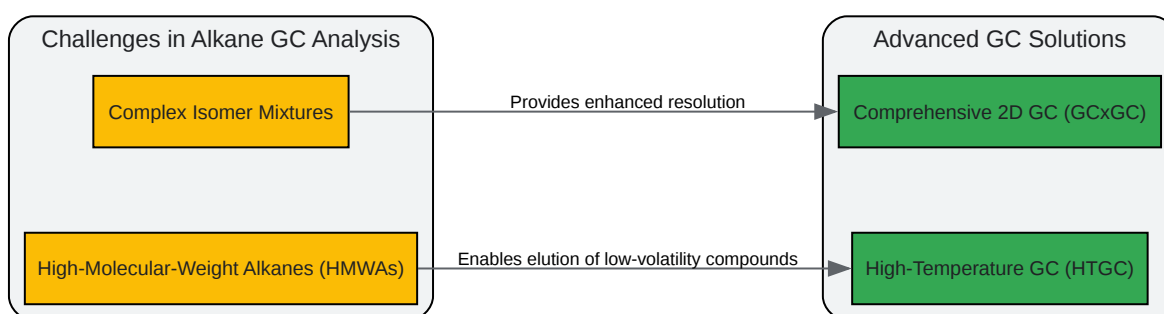 Challenges in Alkane GC Analysis
Advanced GC Solutions
Complex Isomer Mixtures
Provides enhanced resolution
Comprehensive 2D GC (GCxGC)
High-Molecular-Weight Alkanes (HMWAs)
Enables elution of low-volatility compounds
High-Temperature GC (HTGC)